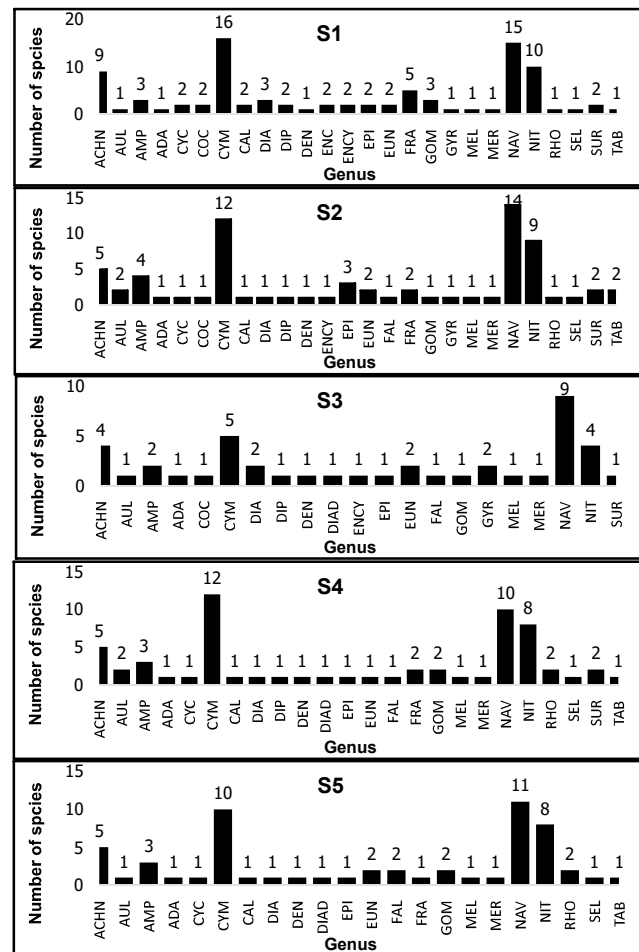 S1
Number of spcies
20
10
0
9 1 3 1 2 2 16 2 3 2 1 2 2 2 2 5 3 1 1 1 15 10 1 1 2 1
ACHN AUL AMP ADA CYC COC CYM CAL DIA DIP DEN ENC ENCY EPI EUN FRA GOM GYR MEL MER NAV NIT RHO SEL SUR TAB
Genus
S2
Number of spcies
15
10
5
0
5 2 4 1 1 1 12 1 1 1 1 1 3 2 1 2 1 1 1 1 14 9 1 1 2 2
ACHN AUL AMP ADA CYC COC CYM CAL DIA DIP DEN ENCY EPI EUN FAL FRA GOM GYR MEL MER NAV NIT RHO SEL SUR TAB
Genus
S3
Number of spcies
10
5
0
4 1 2 1 1 5 2 1 1 1 1 1 2 1 1 2 1 1 9 4 1
ACHN AUL AMP ADA COC CYM DIA DIP DEN DIAD ENCY EPI EUN FAL GOM GYR MEL MER NAV NIT SUR
Genus
S4
Number of spcies
15
10
5
0
5 2 3 1 1 12 1 1 1 1 1 1 1 1 2 2 1 1 10 8 2 1 2 1
ACHN AUL AMP ADA CYC CYM CAL DIA DIP DEN DIAD EPI EUN FAL FRA GOM MEL MER NAV NIT RHO SEL SUR TAB
Genus
S5
Number of spcies
15
10
5
0
5 1 3 1 1 10 1 1 1 1 1 2 2 1 2 1 1 11 8 2 1 1
ACHN AUL AMP ADA CYC CYM CAL DIA DEN DIAD EPI EUN FAL FRA GOM MEL MER NAV NIT RHO SEL TAB
Genus